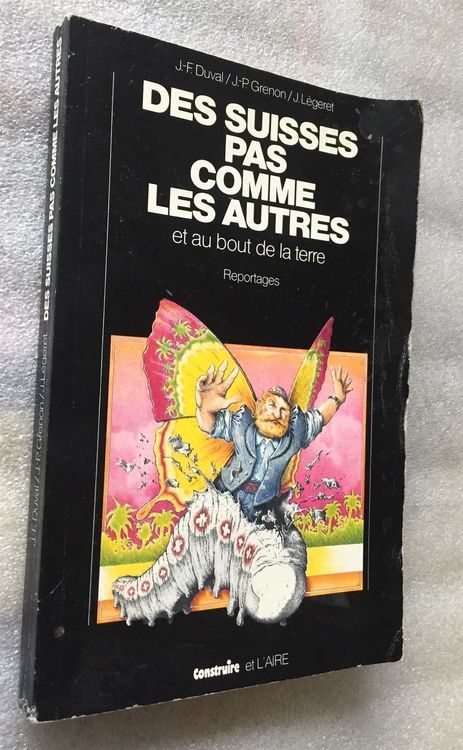 J.-F. Duval / J.-P. Grenon / J. Légeret
DES SUISSES
PAS
COMME
LES AUTRES
et au bout de la terre
Reportages
Construire et L'AIRE
J.-F. Duval / J.-P. Grenon / J. Légeret DES SUISSES PAS COMME LES AUTRES